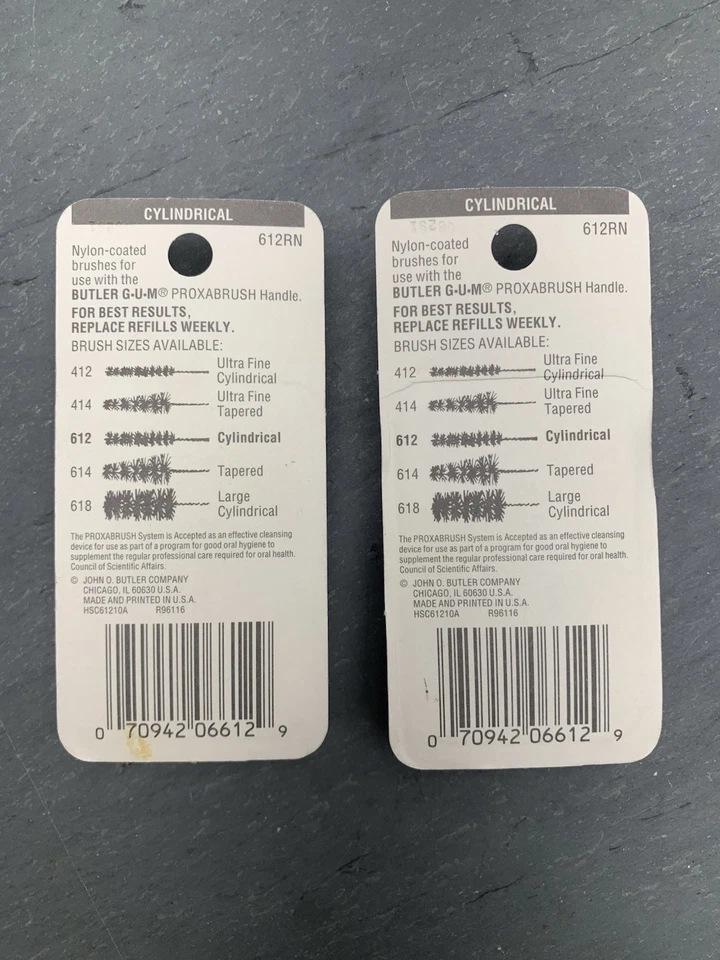 CYLINDRICAL
612RN
Nylon-coated
brushes for
use with the
BUTLER G·U·M® PROXABRUSH Handle.
FOR BEST RESULTS,
REPLACE REFILLS WEEKLY.
BRUSH SIZES AVAILABLE:
412 Ultra Fine
Cylindrical
414 Ultra Fine
Tapered
612 Cylindrical
614 Tapered
618 Large
Cylindrical
The PROXABRUSH System is Accepted as an effective cleansing
device for use as part of a program for good oral hygiene to
supplement the regular professional care required for oral health.
Council of Scientific Affairs.
© JOHN O. BUTLER COMPANY
CHICAGO, IL 60630 U.S.A.
MADE AND PRINTED IN U.S.A.
HSC61210A R96116
0 70942 06612 9
CYLINDRICAL
612RN
Nylon-coated
brushes for
use with the
BUTLER G·U·M® PROXABRUSH Handle.
FOR BEST RESULTS,
REPLACE REFILLS WEEKLY.
BRUSH SIZES AVAILABLE:
412 Ultra Fine
Cylindrical
414 Ultra Fine
Tapered
612 Cylindrical
614 Tapered
618 Large
Cylindrical
The PROXABRUSH System is Accepted as an effective cleansing
device for use as part of a program for good oral hygiene to
supplement the regular professional care required for oral health.
Council of Scientific Affairs.
© JOHN O. BUTLER COMPANY
CHICAGO, IL 60630 U.S.A.
MADE AND PRINTED IN U.S.A.
HSC61210A R96116
0 70942 06612 9